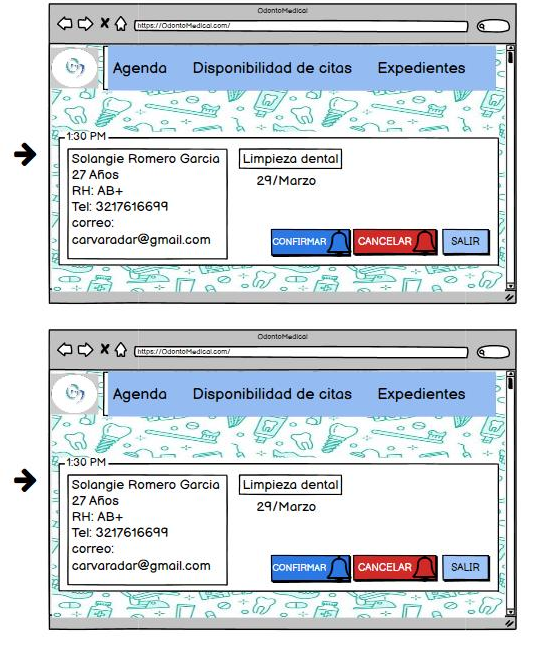 OdontoMedical
https://OdontoMedical.com/
Agenda Disponibilidad de citas Expedientes
1:30 PM
Solangie Romero Garcia
27 Años
RH: AB+
Tel: 3217616699
correo:
carvaradar@gmail.com
Limpieza dental
29/Marzo
CONFIRMAR CANCELAR SALIR
OdontoMedical
https://OdontoMedical.com/
Agenda Disponibilidad de citas Expedientes
1:30 PM
Solangie Romero Garcia
27 Años
RH: AB+
Tel: 3217616699
correo:
carvaradar@gmail.com
Limpieza dental
29/Marzo
CONFIRMAR CANCELAR SALIR